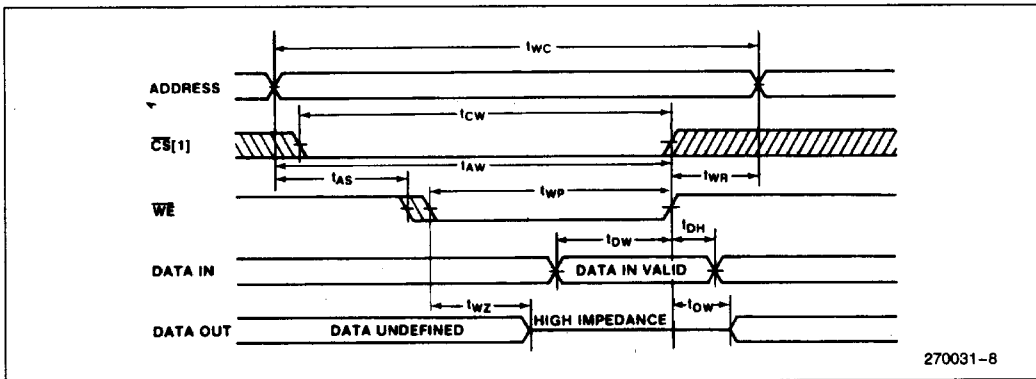 tWC
ADDRESS
tCW
CS[1]
tAW
tAS
tWR
tWP
WE
tDW
tDH
DATA IN
DATA IN VALID
tWZ
HIGH IMPEDANCE
tOW
DATA OUT
DATA UNDEFINED
270031-8